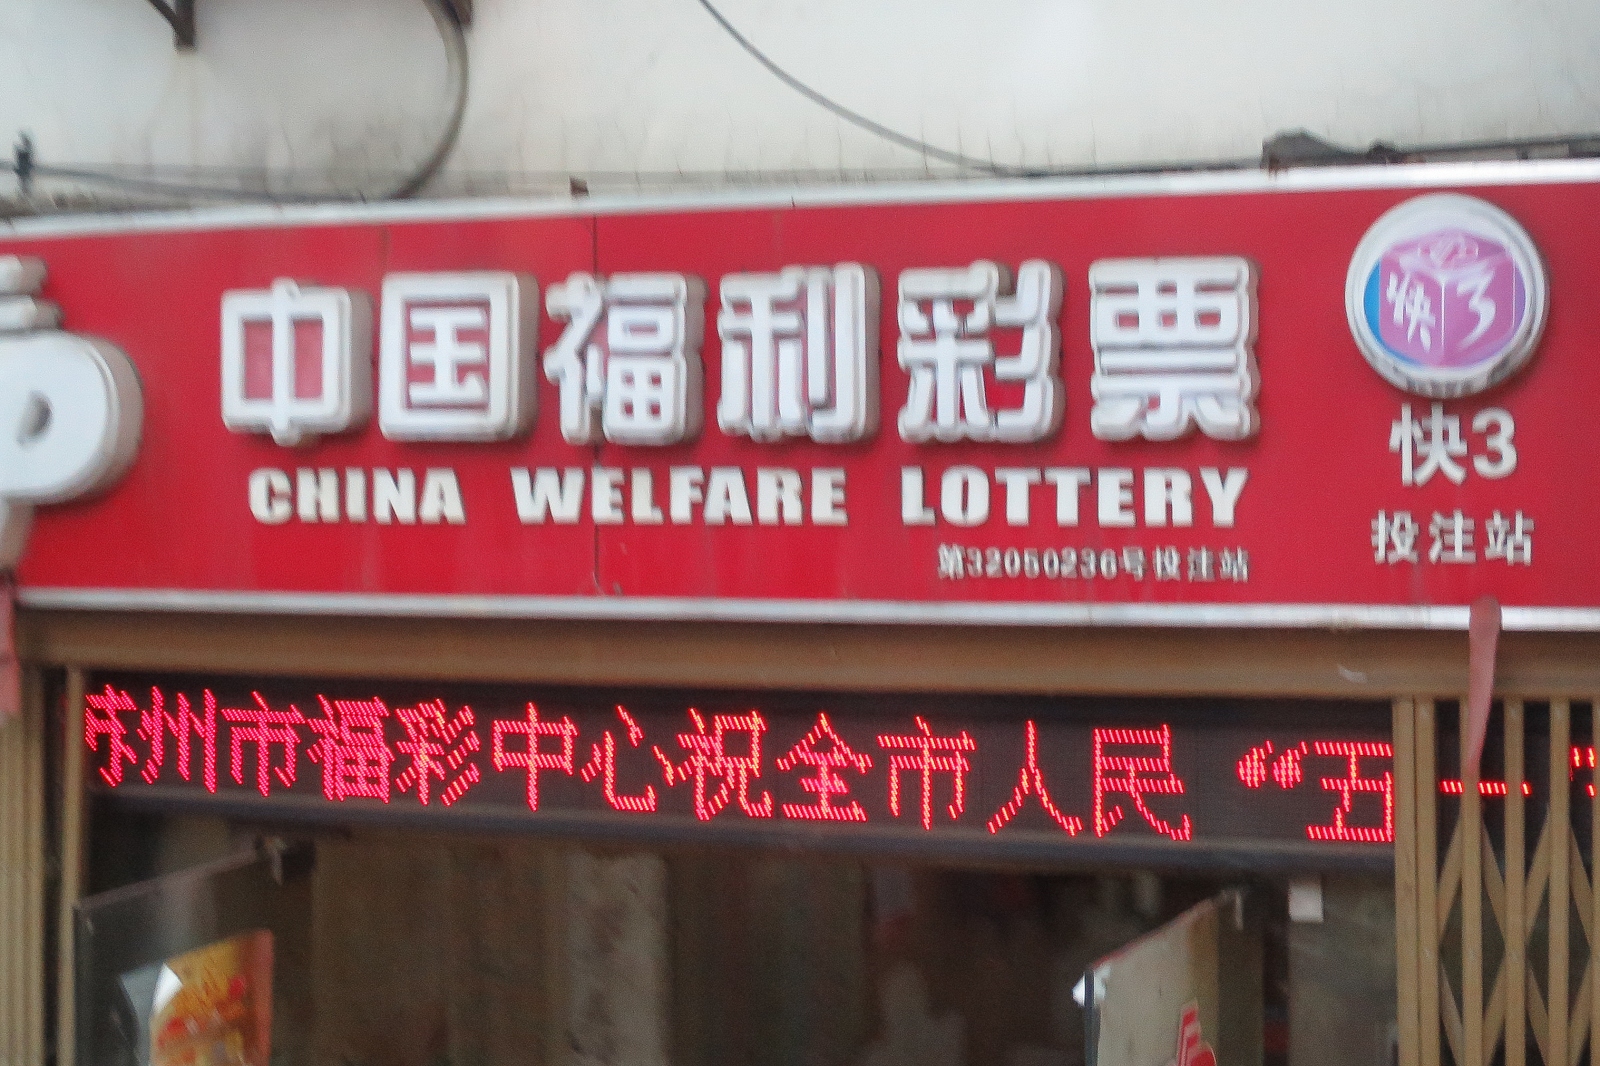 中国福利彩票
CHINA WELFARE LOTTERY
第32050236号投注站
快3
快3
投注站
州市福彩中心祝全市人民“五一”